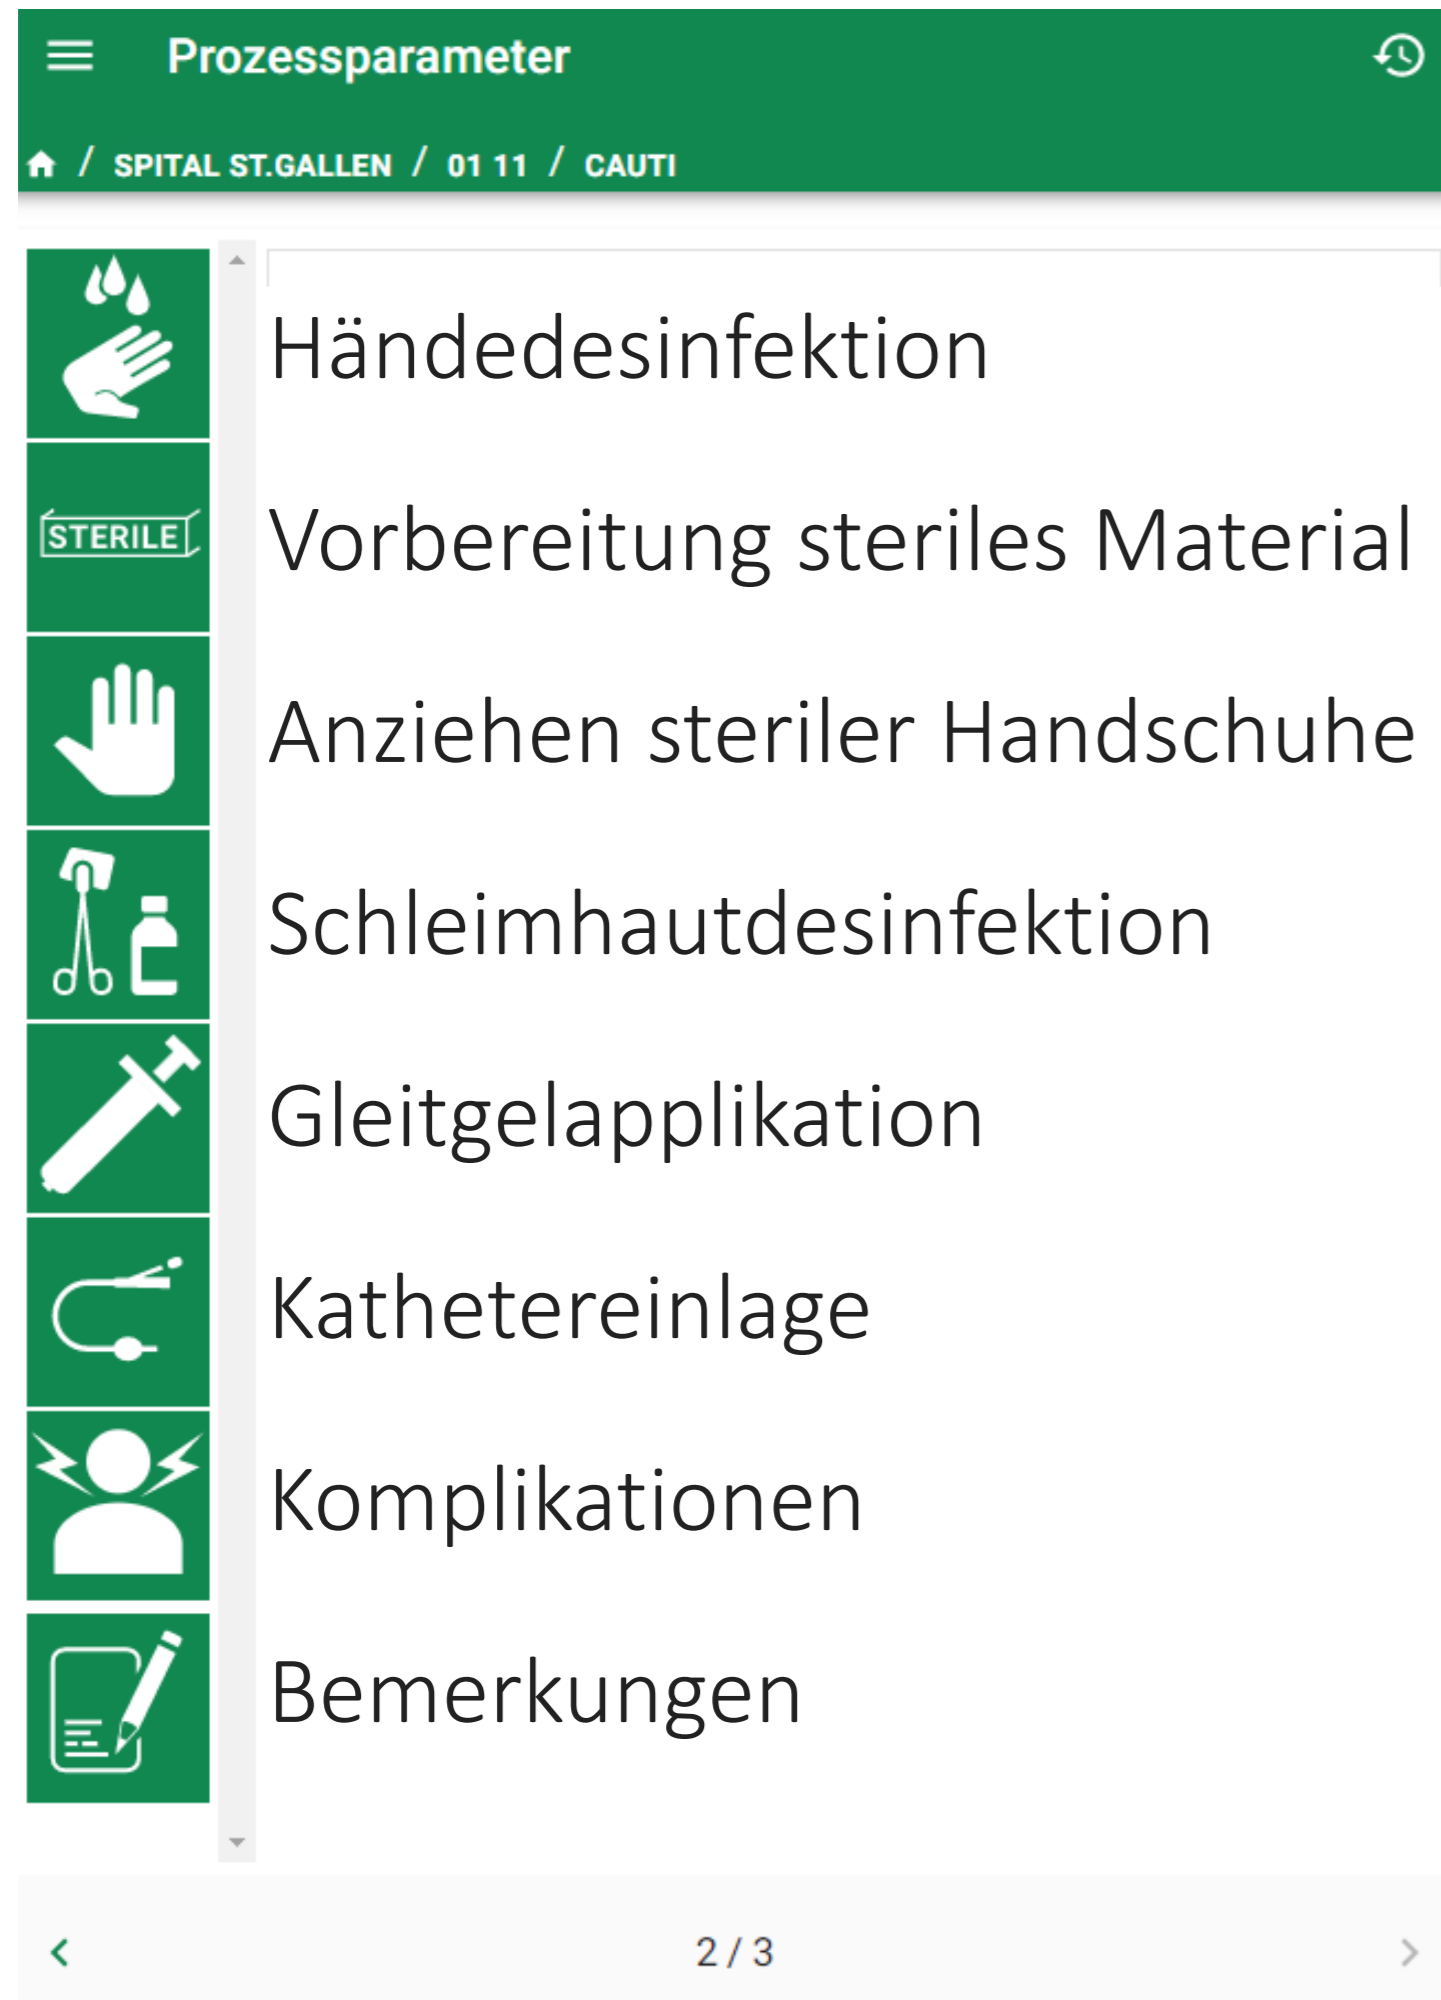 Prozessparameter
/ SPITAL ST.GALLEN / 01 11 / CAUTI
Händedesinfektion
STERILE
Vorbereitung steriles Material
Anziehen steriler Handschuhe
Schleimhautdesinfektion
Gleitgelapplikation
Kathetereinlage
Komplikationen
Bemerkungen
2 / 3